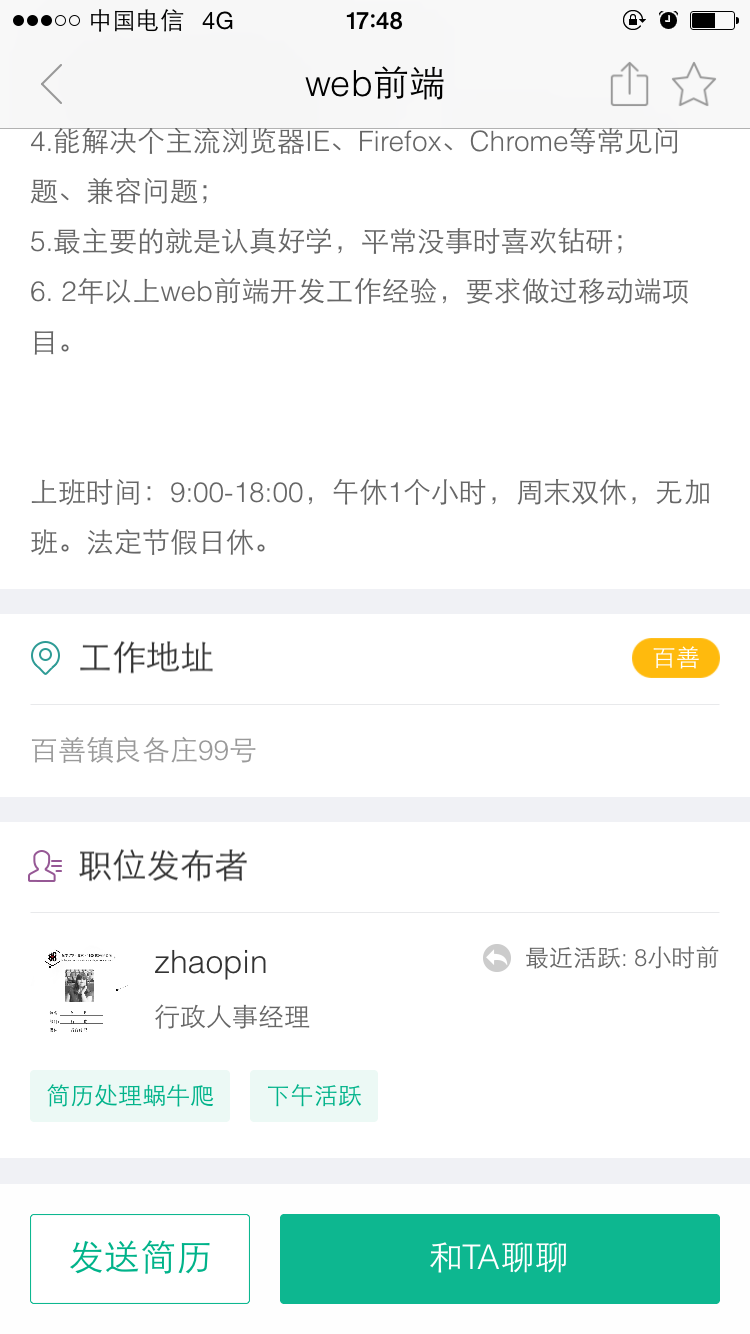 中国电信 4G 17:48
web前端
4.能解决个主流浏览器IE、Firefox、Chrome等常见问
题、兼容问题；
5.最主要的就是认真好学，平常没事时喜欢钻研；
6. 2年以上web前端开发工作经验，要求做过移动端项
目。
上班时间：9:00-18:00，午休1个小时，周末双休，无加
班。法定节假日休。
工作地址
百善
百善镇良各庄99号
职位发布者
zhaopin
最近活跃: 8小时前
行政人事经理
简历处理蜗牛爬
下午活跃
发送简历
和TA聊聊